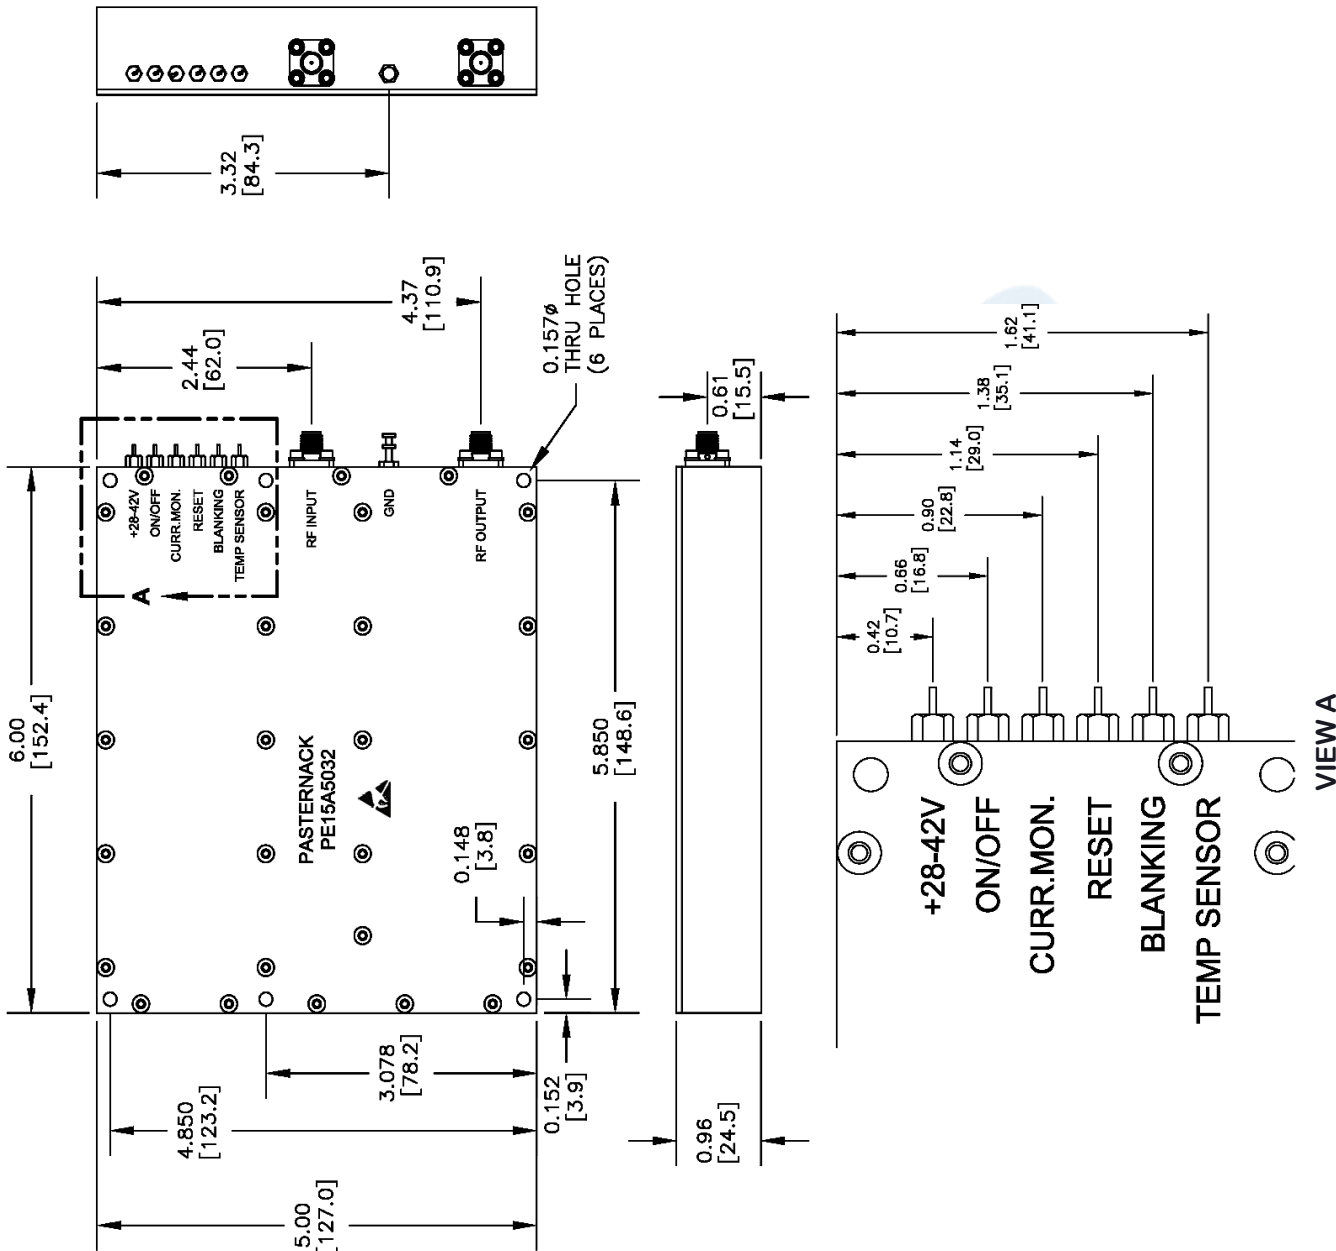 3.32
[84.3]
4.37
[110.9]
2.44
[62.0]
0.157ø
THRU HOLE
(6 PLACES)
0.61
[15.5]
+28-42V
ON/OFF
CURR.MON.
RESET
BLANKING
TEMP SENSOR
RF INPUT
GND
RF OUTPUT
A
6.00
[152.4]
5.850
[148.6]
PASTERNACK
PE15A5032
0.148
[3.8]
3.078
[78.2]
0.152
[3.9]
4.850
[123.2]
5.00
[127.0]
0.96
[24.5]
1.62
[41.1]
1.38
[35.1]
1.14
[29.0]
0.90
[22.8]
0.66
[16.8]
0.42
[10.7]
+28-42V
ON/OFF
CURR.MON.
RESET
BLANKING
TEMP SENSOR
VIEW A